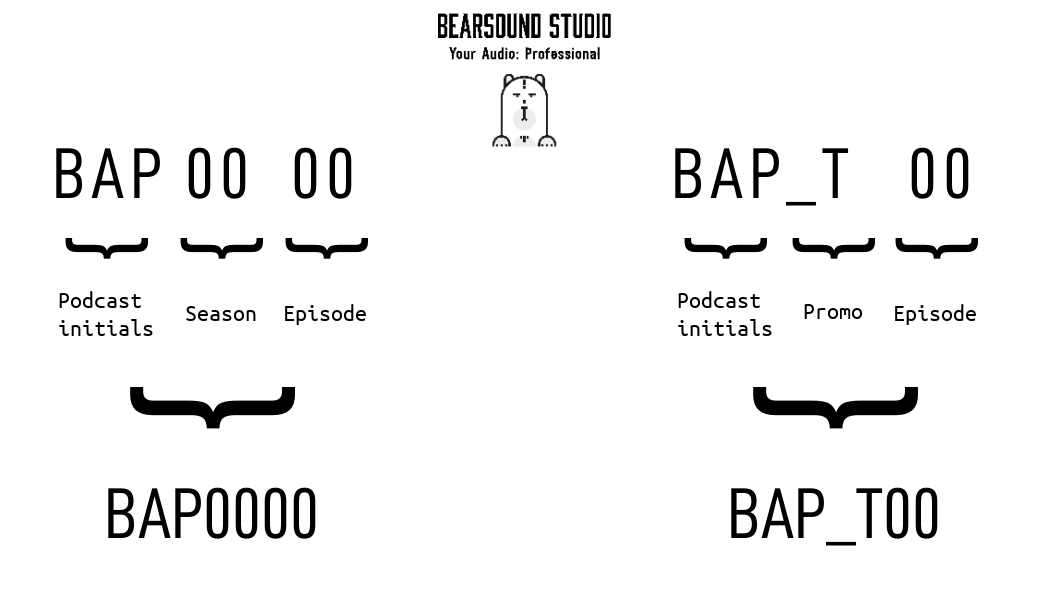 BEARSOUND STUDIO
Your Audio: Professional
BAP 00 00
Podcast
initials
Season
Episode
BAP0000
BAP_T 00
Podcast
initials
Promo
Episode
BAP_T00